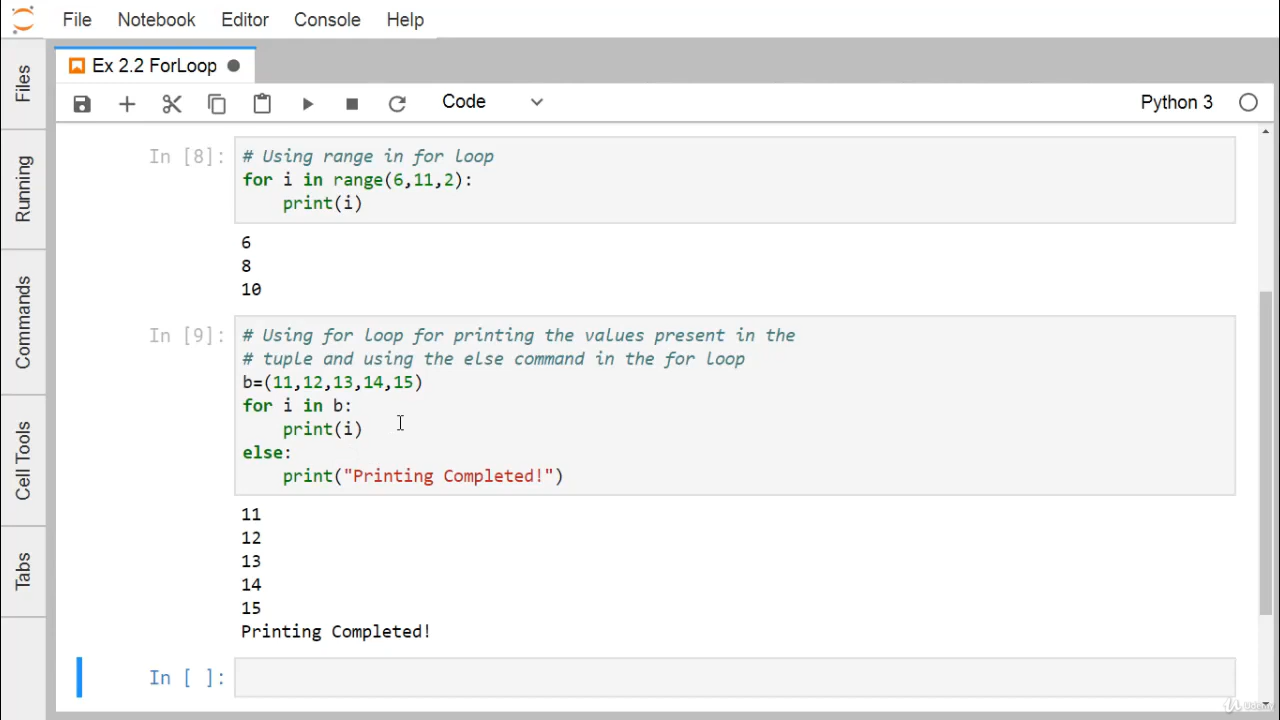 File Notebook Editor Console Help
Ex 2.2 ForLoop
Code Python 3
Files
Running
Commands
Cell Tools
Tabs
In [8]:
# Using range in for loop
for i in range(6,11,2):
    print(i)
6
8
10
In [9]:
# Using for loop for printing the values present in the
# tuple and using the else command in the for loop
b=(11,12,13,14,15)
for i in b:
    print(i)
else:
    print("Printing Completed!")
11
12
13
14
15
Printing Completed!
In [ ]:
Udemy